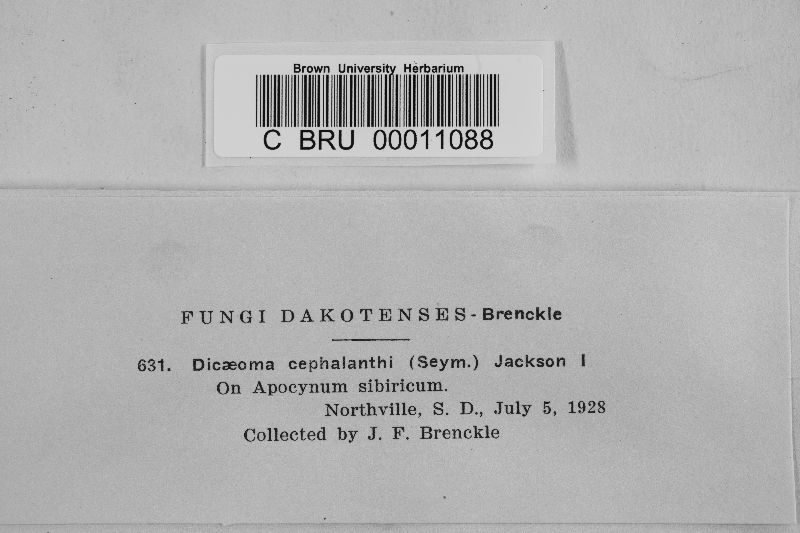 Brown University Herbarium
C BRU 00011088
FUNGI DAKOTENSES-Brenckle
631. Dicæoma cephalanthi (Seym.) Jackson I
On Apocynum sibiricum.
Northville, S. D., July 5, 1928
Collected by J. F. Brenckle